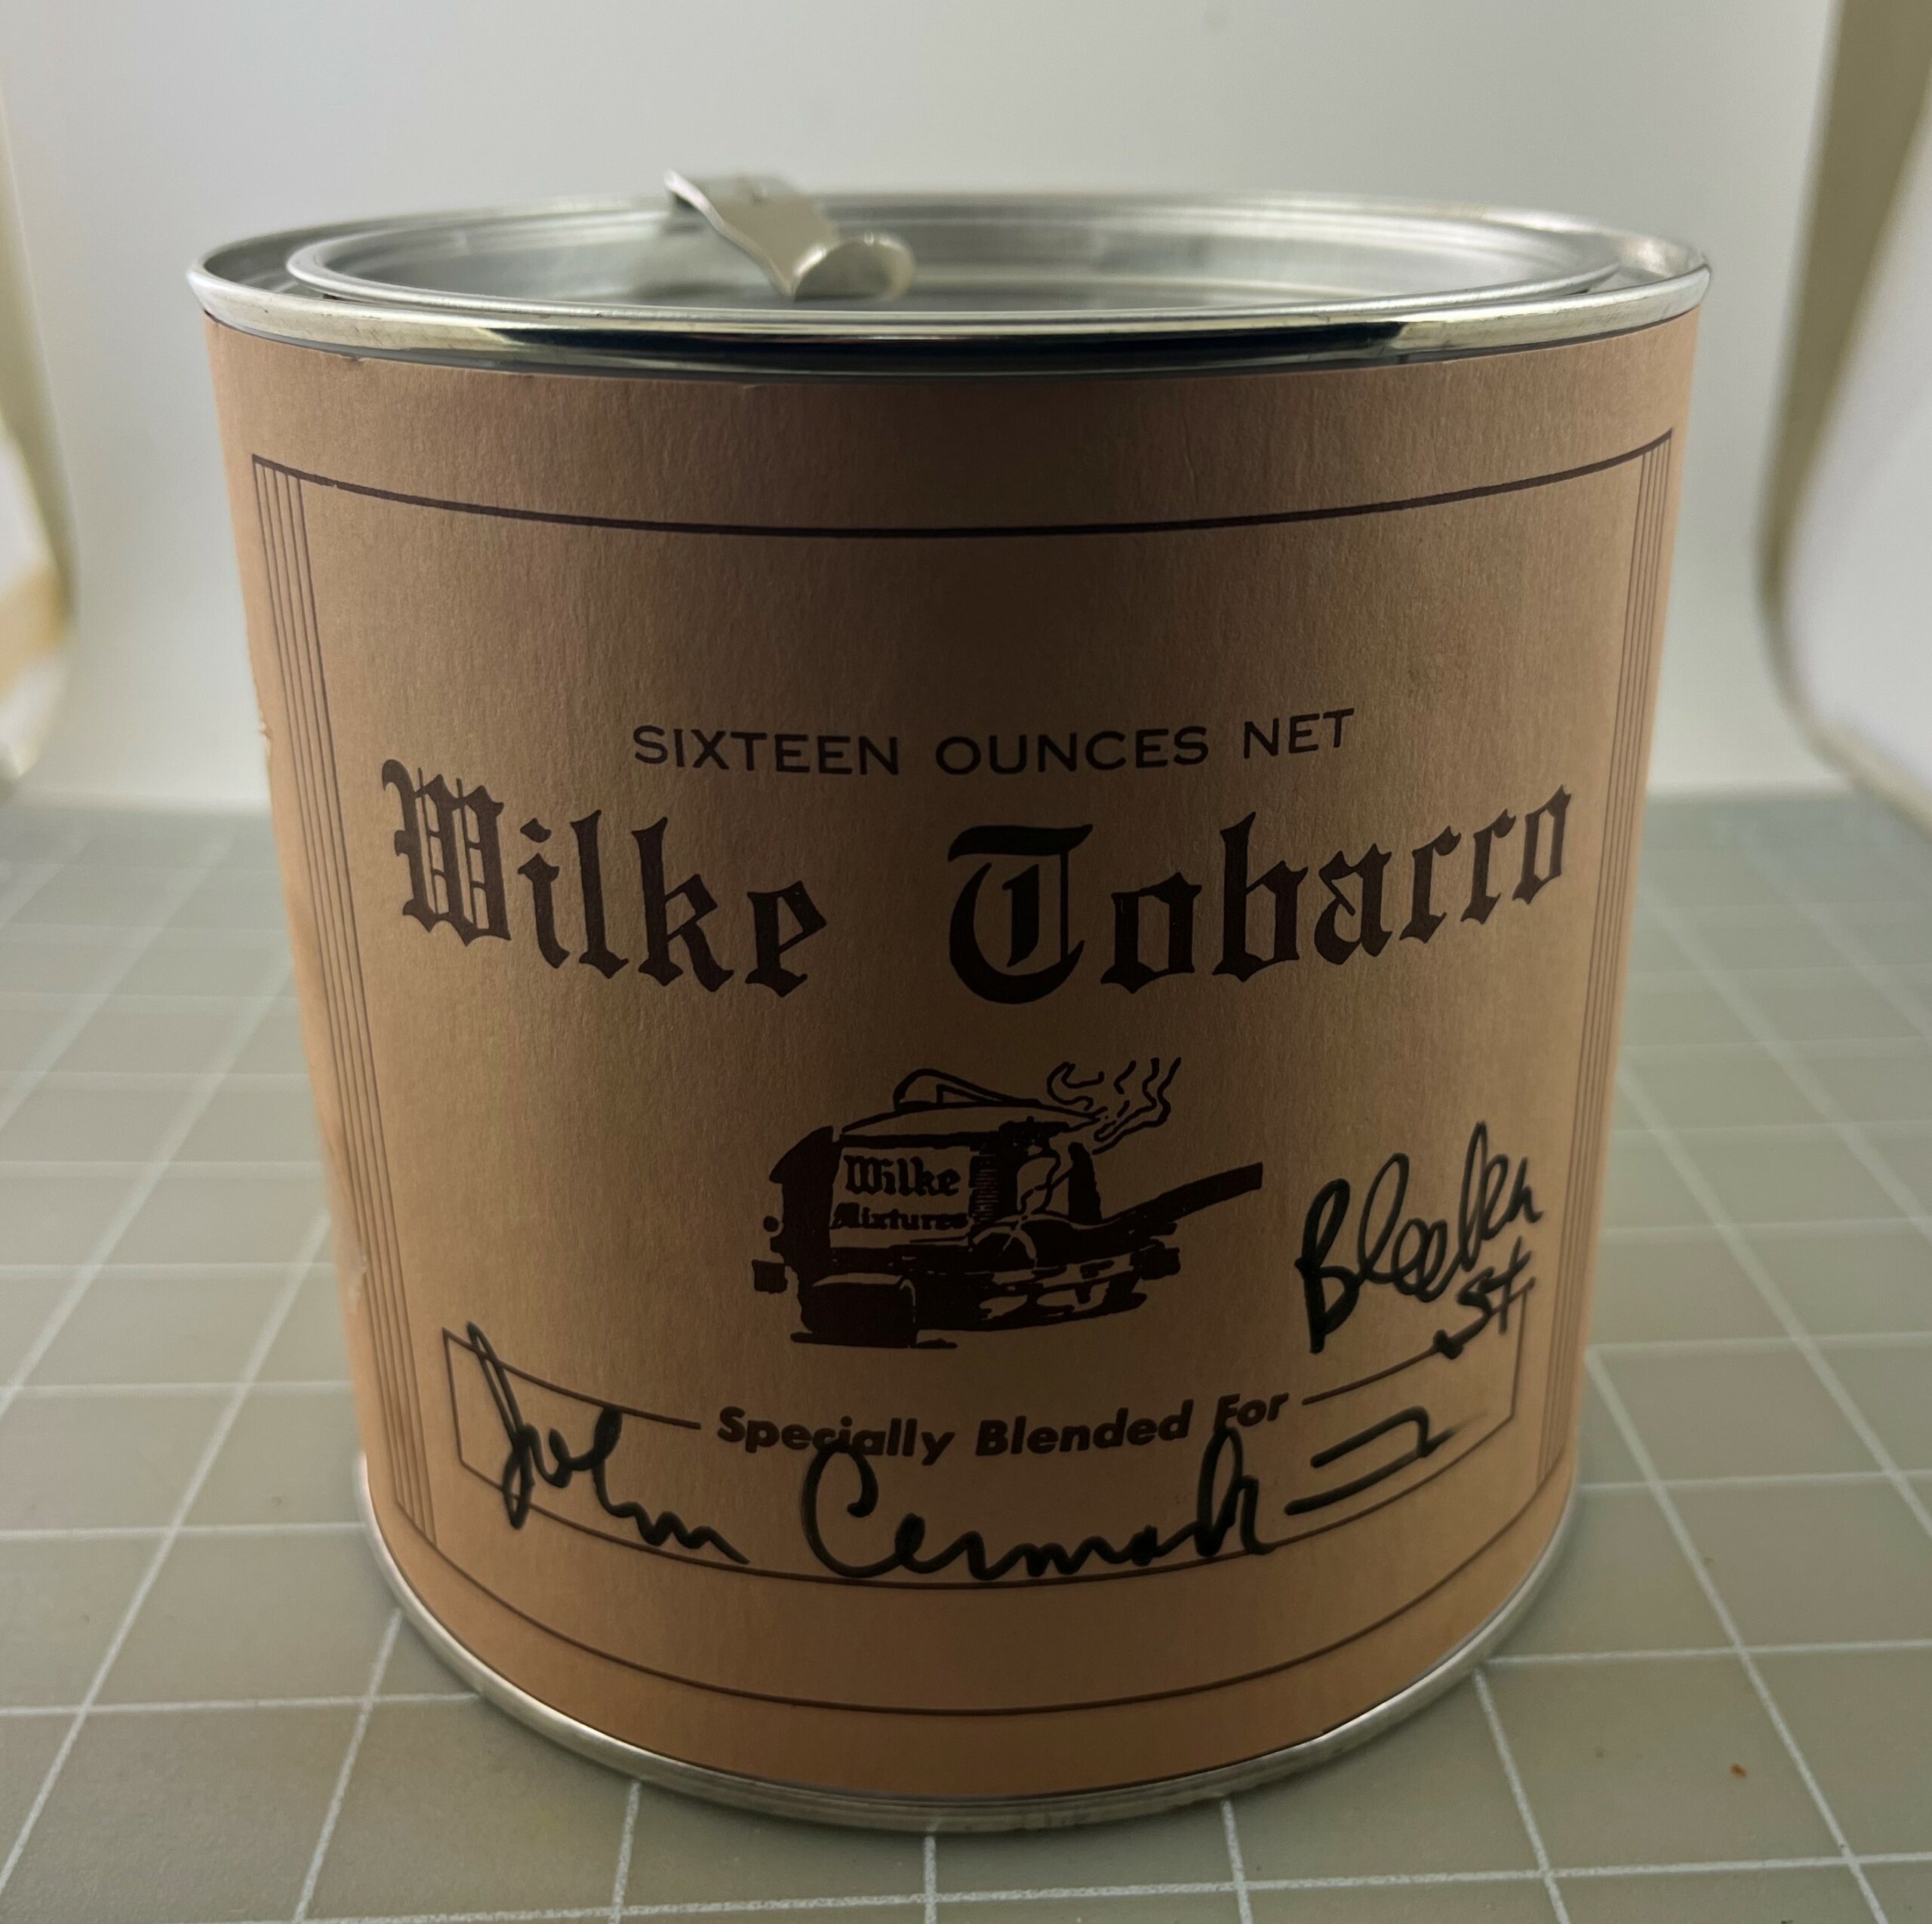 SIXTEEN OUNCES NET
Wilke Tobacco
Wilke
Mixtures
Bleeker
St.
Specially Blended For
John Cermak